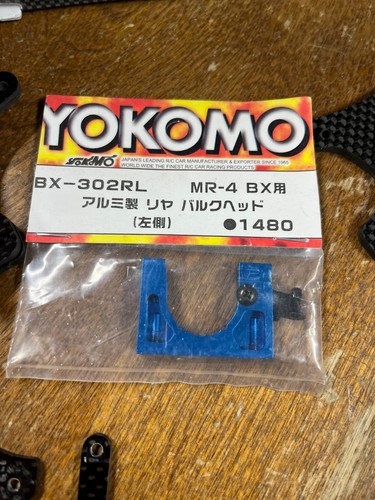 YOKOMO
YOKOMO JAPAN'S LEADING R/C CAR MANUFACTURER & EXPORTER SINCE 1965
WORLD WIDE THE FINEST R/C CAR RACING PRODUCTS
BX-302RL MR-4 BX用
アルミ製 リヤ バルクヘッド
(左側) ●1480